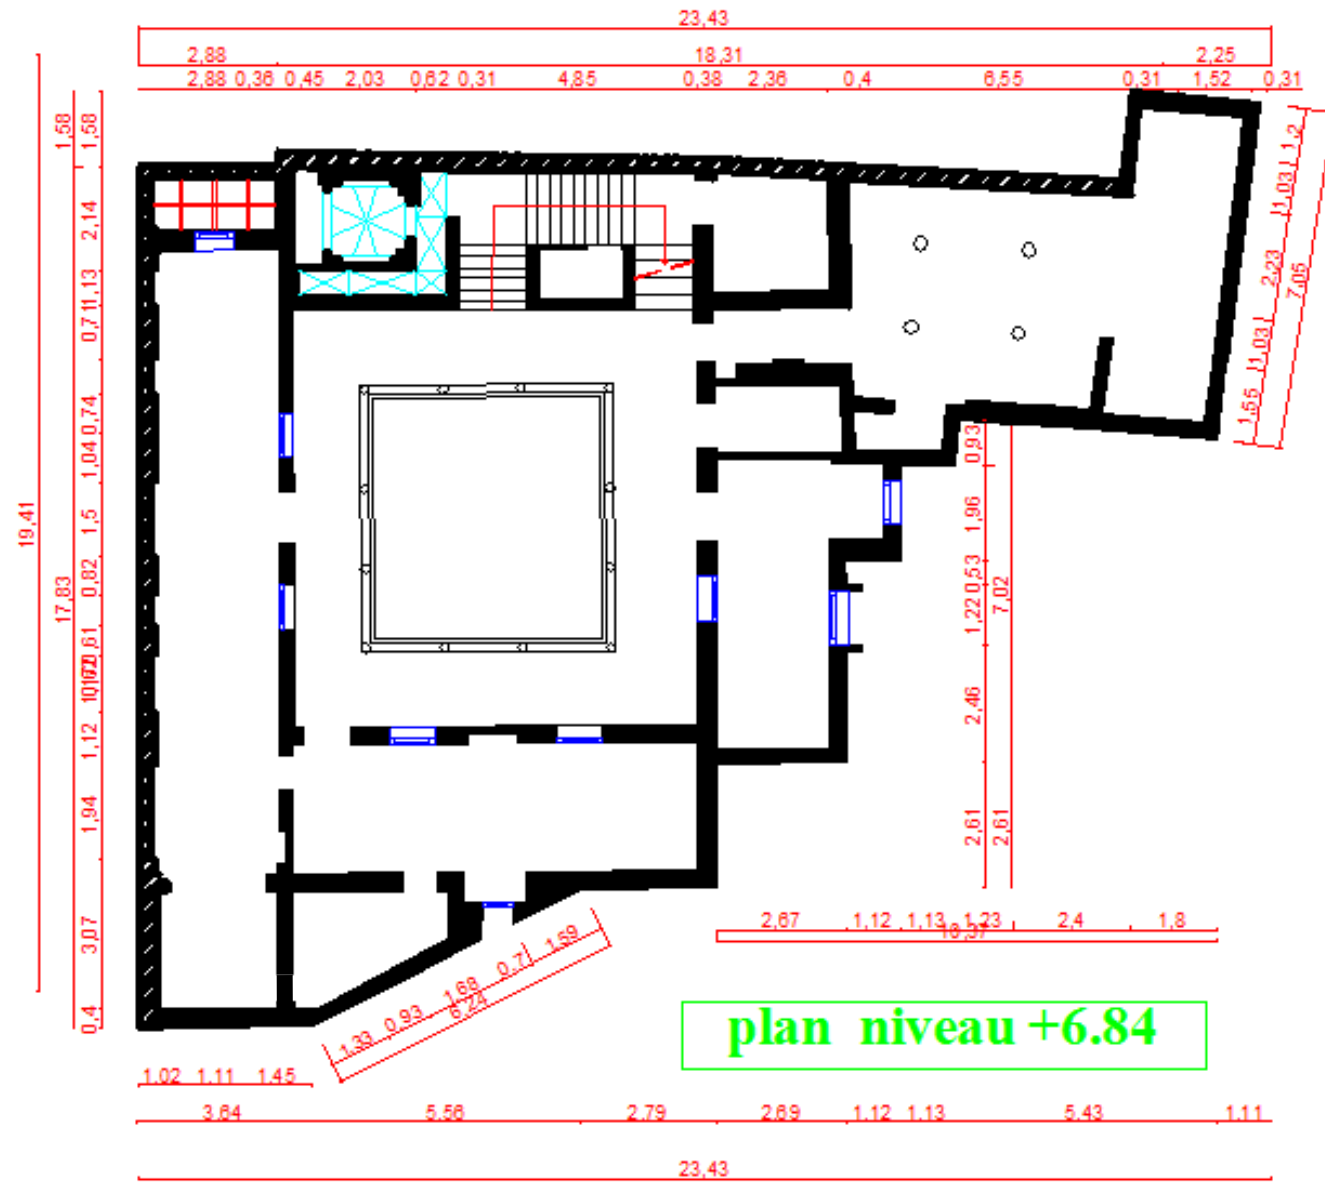 23,43
2,88 18,31 2,25
2,88 0,36 0,45 2,03 0,62 0,31 4,85 0,38 2,36 0,4 6,55 0,31 1,52 0,31
19,41
1,58 17,83
1,58 2,14 1,13 0,71 0,74 1,04 1,5 0,82 0,61 1,12 1,94 3,07 0,4
1,2 1,03 2,23 1,03 1,55
7,05
0,93 1,96 0,53 1,22 2,46 2,61
7,02 2,61
2,67 1,12 1,13 1,23 2,4 1,8
1,33 0,93 1,68 0,7 1,59
6,24
plan niveau +6.84
1,02 1,11 1,45
3,64 5,56 2,79 2,69 1,12 1,13 5,43 1,11
23,43